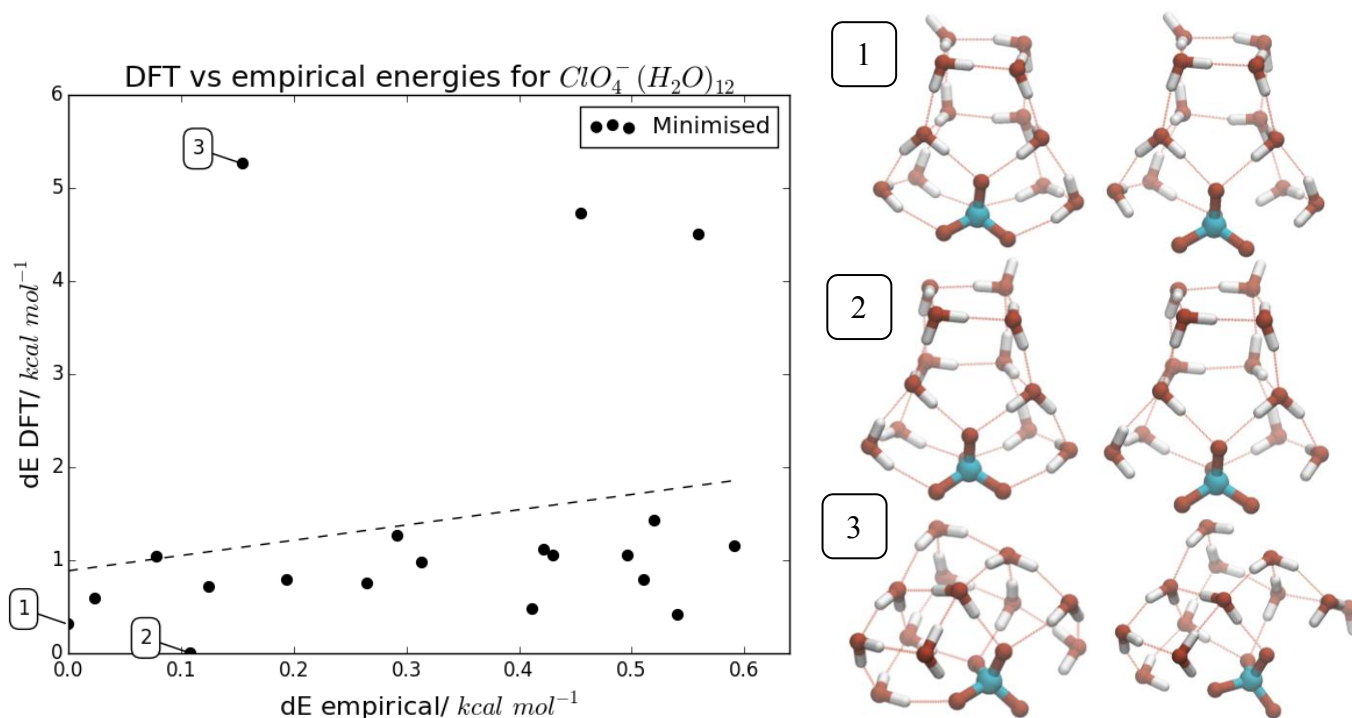 DFT vs empirical energies for ClO₄⁻(H₂O)₁₂
6
5
4
3
2
1
0
dE DFT/ kcal mol⁻¹
0.0 0.1 0.2 0.3 0.4 0.5 0.6
dE empirical/ kcal mol⁻¹
Minimised
3
1
2
1
2
3